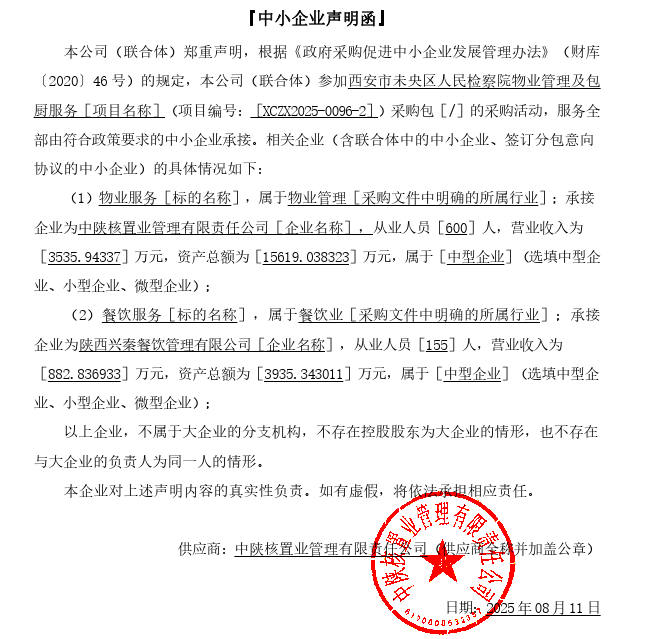 『中小企业声明函』
本公司（联合体）郑重声明，根据《政府采购促进中小企业发展管理办法》（财库
〔2020〕46号）的规定，本公司（联合体）参加西安市未央区人民检察院物业管理及包
厨服务［项目名称］（项目编号：［XCZX2025-0096-2］）采购包［/］的采购活动，服务全
部由符合政策要求的中小企业承接。相关企业（含联合体中的中小企业、签订分包意向
协议的中小企业）的具体情况如下：
（1）物业服务［标的名称］，属于物业管理［采购文件中明确的所属行业］；承接
企业为中陕核置业管理有限责任公司［企业名称］，从业人员［600］人，营业收入为
［3535.94337］万元，资产总额为［15619.038323］万元，属于［中型企业］（选填中型企
业、小型企业、微型企业）；
（2）餐饮服务［标的名称］，属于餐饮业［采购文件中明确的所属行业］；承接
企业为陕西兴秦餐饮管理有限公司［企业名称］，从业人员［155］人，营业收入为
［882.836933］万元，资产总额为［3935.343011］万元，属于［中型企业］（选填中型企
业、小型企业、微型企业）；
以上企业，不属于大企业的分支机构，不存在控股股东为大企业的情形，也不存在
与大企业的负责人为同一人的情形。
本企业对上述声明内容的真实性负责。如有虚假，将依法承担相应责任。
供应商：中陕核置业管理有限责任公司（供应商全称并加盖公章）
中陕核置业管理有限责任公司
日期：2025年08月11日